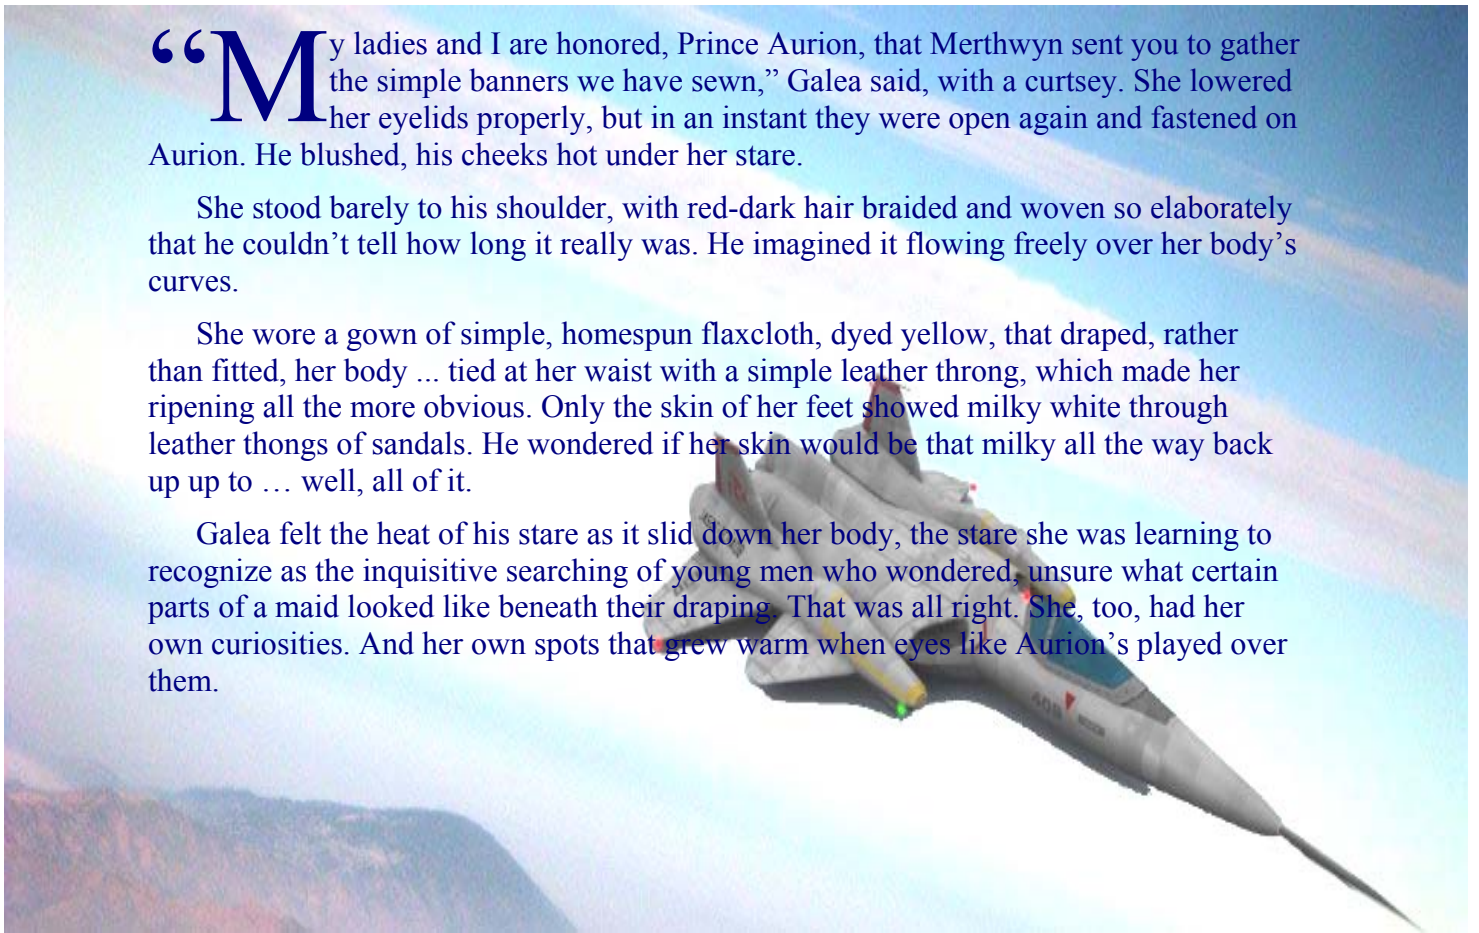 “My ladies and I are honored, Prince Aurion, that Merthwyn sent you to gather
the simple banners we have sewn,” Galea said, with a curtsey. She lowered
her eyelids properly, but in an instant they were open again and fastened on
Aurion. He blushed, his cheeks hot under her stare.
She stood barely to his shoulder, with red-dark hair braided and woven so elaborately
that he couldn’t tell how long it really was. He imagined it flowing freely over her body’s
curves.
She wore a gown of simple, homespun flaxcloth, dyed yellow, that draped, rather
than fitted, her body ... tied at her waist with a simple leather throng, which made her
ripening all the more obvious. Only the skin of her feet showed milky white through
leather thongs of sandals. He wondered if her skin would be that milky all the way back
up up to … well, all of it.
Galea felt the heat of his stare as it slid down her body, the stare she was learning to
recognize as the inquisitive searching of young men who wondered, unsure what certain
parts of a maid looked like beneath their draping. That was all right. She, too, had her
own curiosities. And her own spots that grew warm when eyes like Aurion’s played over
them.
408